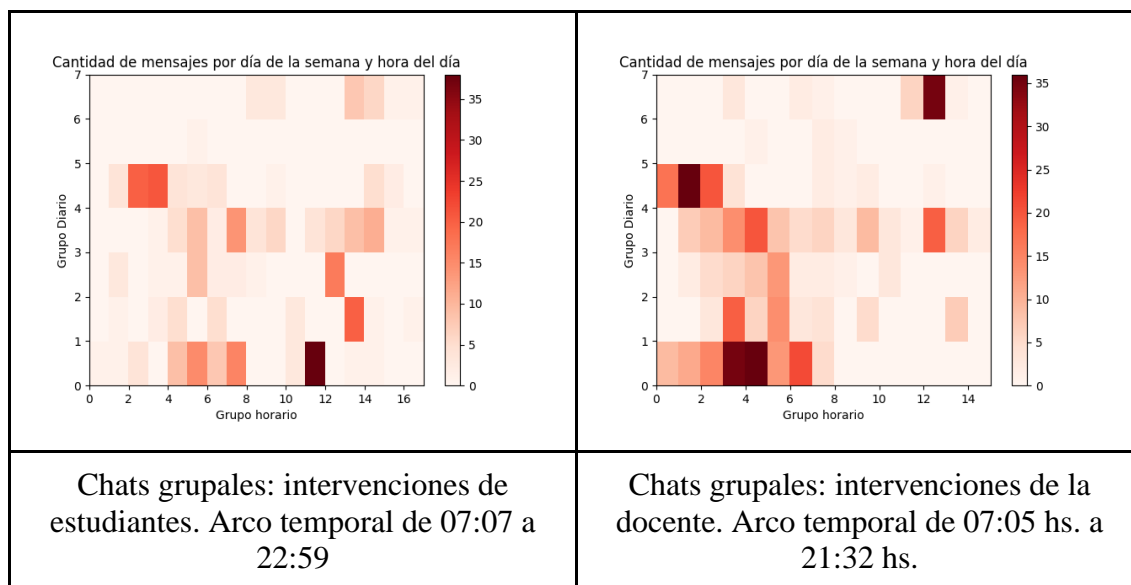 Cantidad de mensajes por día de la semana y hora del día
7
6
5
4
3
2
1
0
Grupo Diario
0 2 4 6 8 10 12 14 16
Grupo horario
35
30
25
20
15
10
5
0
Cantidad de mensajes por día de la semana y hora del día
7
6
5
4
3
2
1
0
Grupo Diario
0 2 4 6 8 10 12 14
Grupo horario
35
30
25
20
15
10
5
0
Chats grupales: intervenciones de
estudiantes. Arco temporal de 07:07 a
22:59
Chats grupales: intervenciones de la
docente. Arco temporal de 07:05 hs. a
21:32 hs.